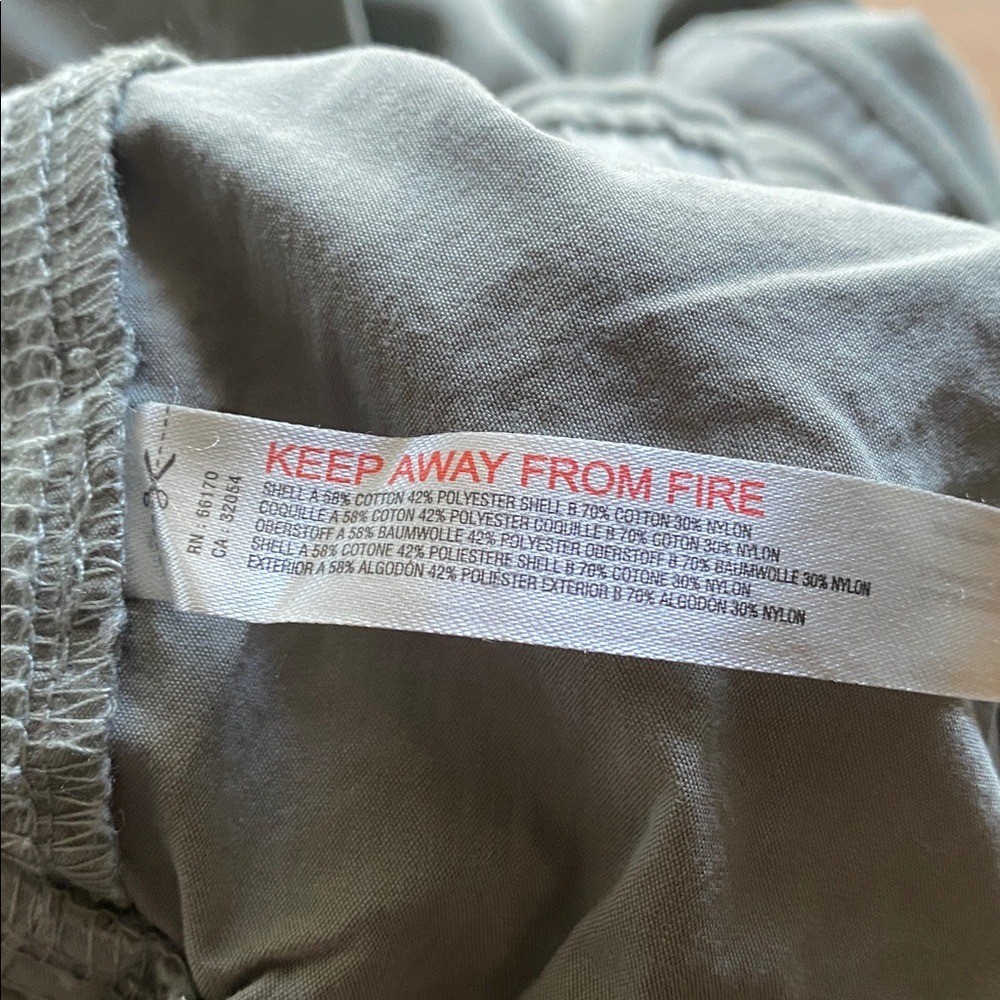 RN 66170
CA 32064
KEEP AWAY FROM FIRE
SHELL A 58% COTTON 42% POLYESTER SHELL B 70% COTTON 30% NYLON
COQUILLE A 58% COTON 42% POLYESTER COQUILLE B 70% COTON 30% NYLON
OBERSTOFF A 58% BAUMWOLLE 42% POLYESTER OBERSTOFF B 70% BAUMWOLLE 30% NYLON
SHELL A 58% COTONE 42% POLIESTERE SHELL B 70% COTONE 30% NYLON
EXTERIOR A 58% ALGODÓN 42% POLIÉSTER EXTERIOR B 70% ALGODÓN 30% NYLON